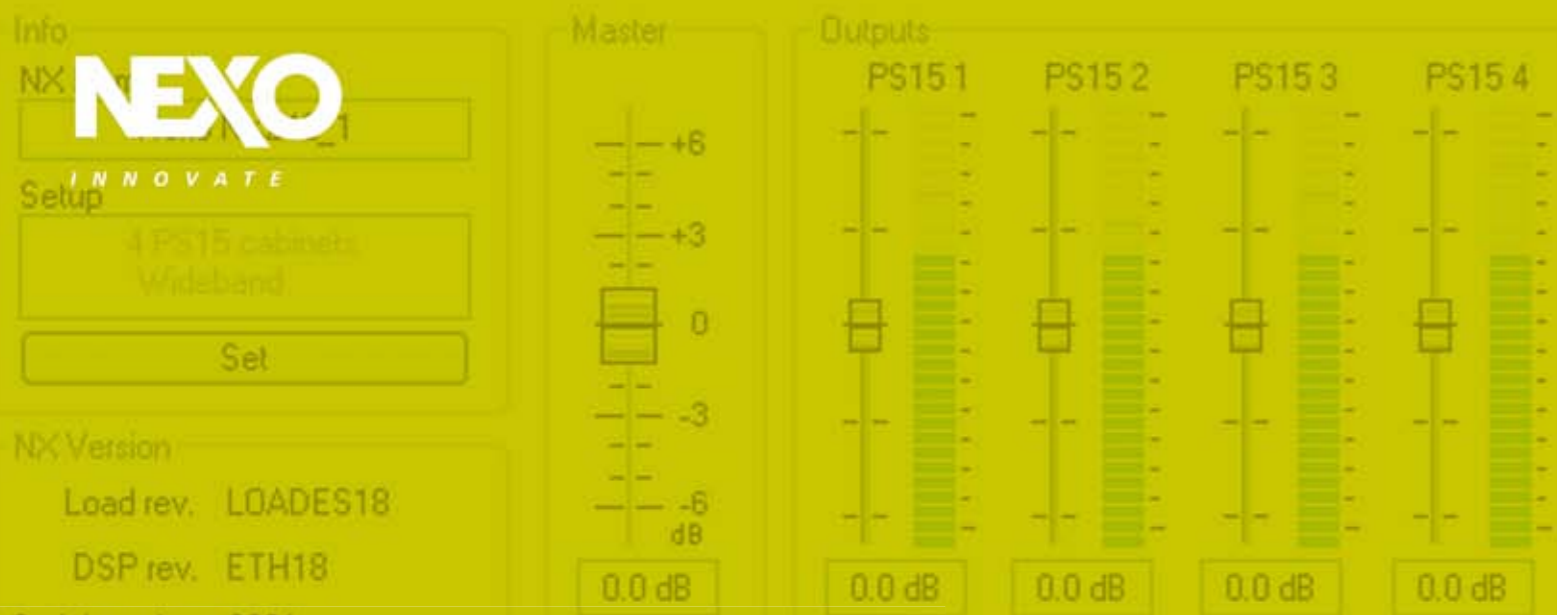 Info
NX
NEXO
INNOVATE
Setup
4 PS15 cabinets
Wideband
Set
NX Version
Load rev. LOADES18
DSP rev. ETH18
Master
+6
+3
0
-3
-6
dB
0.0 dB
Outputs
PS15 1 PS15 2 PS15 3 PS15 4
0.0 dB 0.0 dB 0.0 dB 0.0 dB